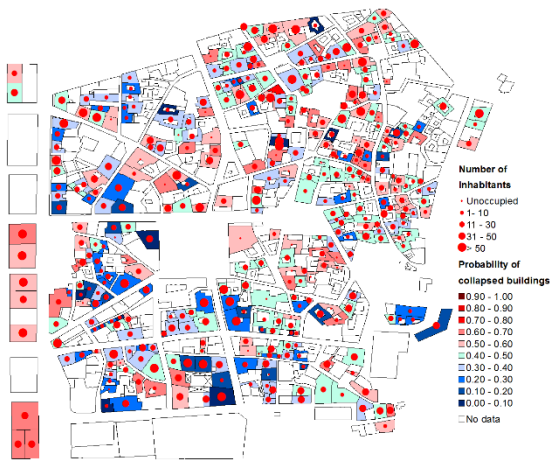 Number of
Inhabitants
Unoccupied
1- 10
11 - 30
31 - 50
> 50
Probability of
collapsed buildings
0.90 - 1.00
0.80 - 0.90
0.70 - 0.80
0.60 - 0.70
0.50 - 0.60
0.40 - 0.50
0.30 - 0.40
0.20 - 0.30
0.10 - 0.20
0.00 - 0.10
No data